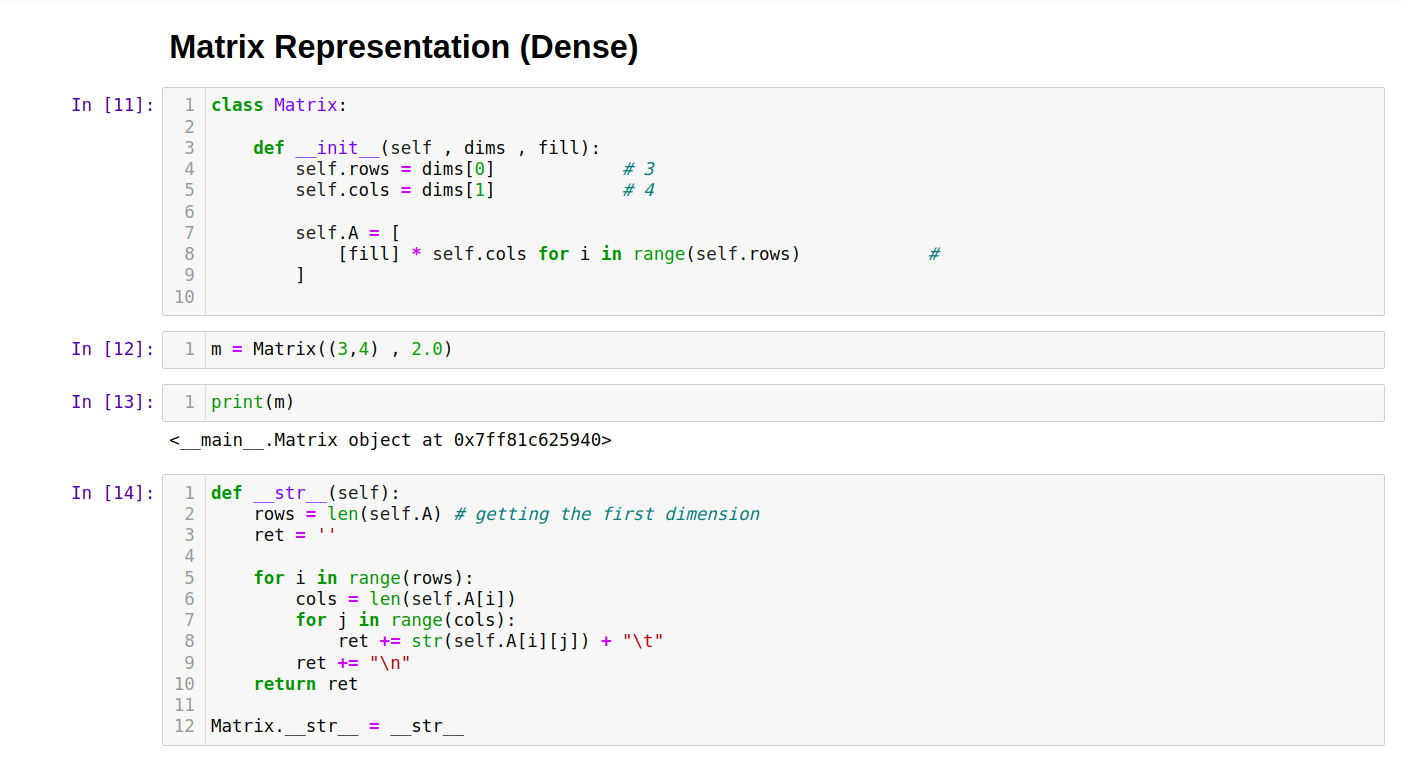 Matrix Representation (Dense)
In [11]:
1 class Matrix:
2
3     def __init__(self , dims , fill):
4         self.rows = dims[0]            # 3
5         self.cols = dims[1]            # 4
6
7         self.A = [
8             [fill] * self.cols for i in range(self.rows)            #
9         ]
10
In [12]:
1 m = Matrix((3,4) , 2.0)
In [13]:
1 print(m)
<__main__.Matrix object at 0x7ff81c625940>
In [14]:
1 def __str__(self):
2     rows = len(self.A) # getting the first dimension
3     ret = ''
4
5     for i in range(rows):
6         cols = len(self.A[i])
7         for j in range(cols):
8             ret += str(self.A[i][j]) + "\t"
9         ret += "\n"
10     return ret
11
12 Matrix.__str__ = __str__